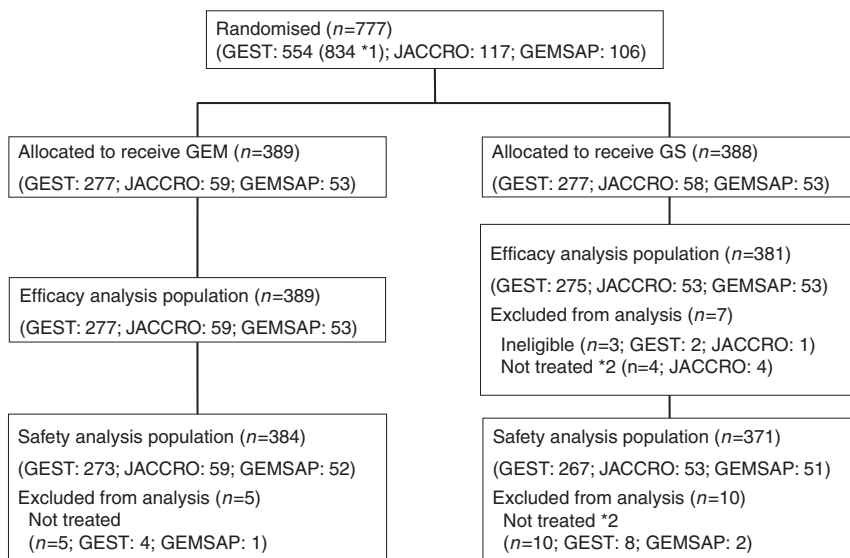 Randomised (n=777)
(GEST: 554 (834 *1); JACCRO: 117; GEMSAP: 106)
Allocated to receive GEM (n=389)
(GEST: 277; JACCRO: 59; GEMSAP: 53)
Allocated to receive GS (n=388)
(GEST: 277; JACCRO: 58; GEMSAP: 53)
Efficacy analysis population (n=389)
(GEST: 277; JACCRO: 59; GEMSAP: 53)
Efficacy analysis population (n=381)
(GEST: 275; JACCRO: 53; GEMSAP: 53)
Excluded from analysis (n=7)
Ineligible (n=3; GEST: 2; JACCRO: 1)
Not treated *2 (n=4; JACCRO: 4)
Safety analysis population (n=384)
(GEST: 273; JACCRO: 59; GEMSAP: 52)
Excluded from analysis (n=5)
Not treated
(n=5; GEST: 4; GEMSAP: 1)
Safety analysis population (n=371)
(GEST: 267; JACCRO: 53; GEMSAP: 51)
Excluded from analysis (n=10)
Not treated *2
(n=10; GEST: 8; GEMSAP: 2)